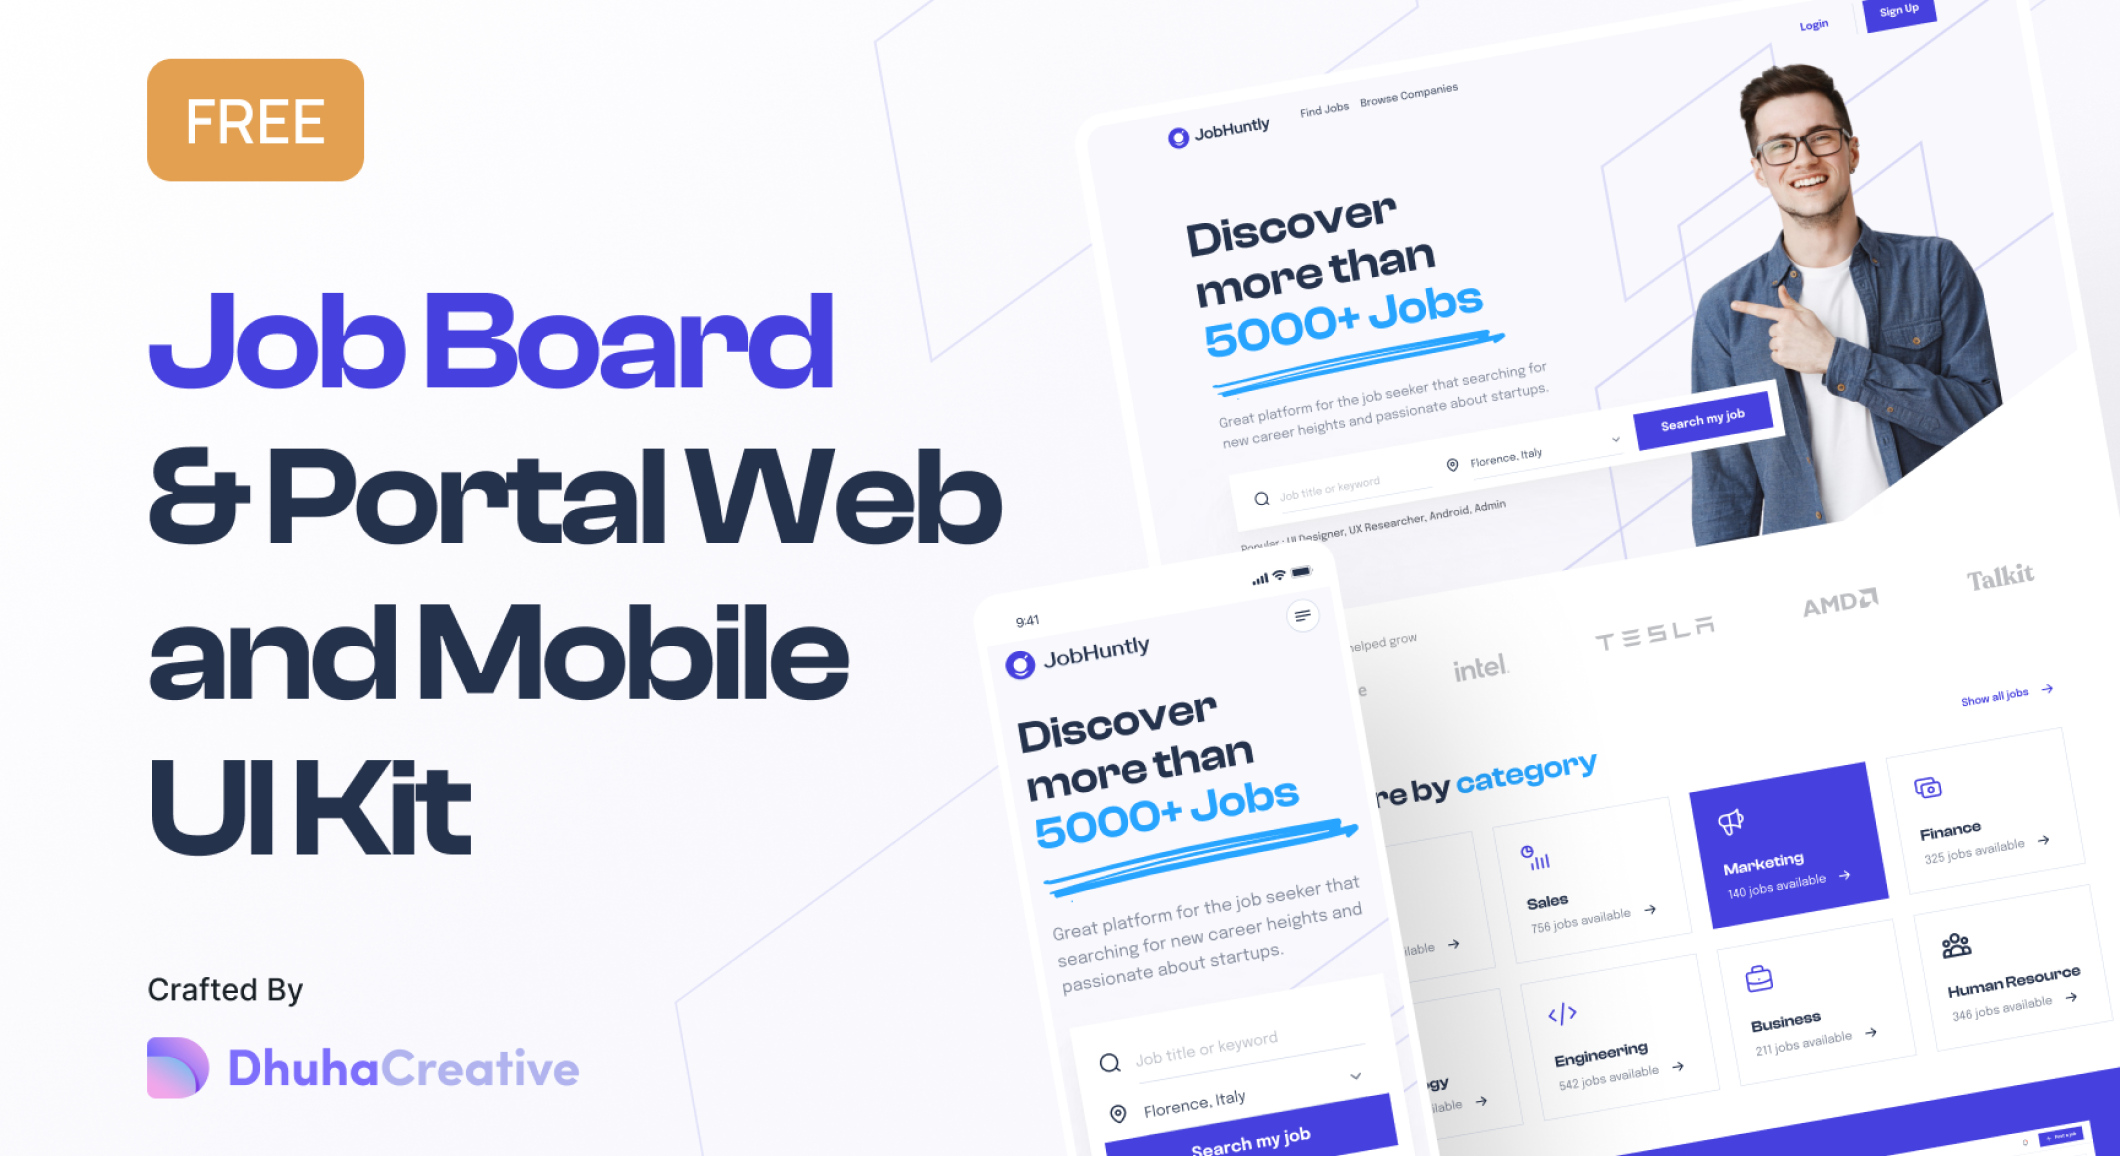 FREE
Job Board
& Portal Web
and Mobile
UI Kit
Crafted By
DhuhaCreative
JobHuntly
Find Jobs
Browse Companies
Login
Sign Up
Discover
more than
5000+ Jobs
Great platform for the job seeker that searching for
new career heights and passionate about startups.
Job title or keyword
Florence, Italy
Search my job
Popular : UI Designer, UX Researcher, Android, Admin
helped grow
intel.
TESLA
AMD
Talkit
Show all jobs
by category
Sales
756 jobs available
Marketing
140 jobs available
Finance
325 jobs available
Engineering
542 jobs available
Business
211 jobs available
Human Resource
346 jobs available
9:41
JobHuntly
Discover
more than
5000+ Jobs
Great platform for the job seeker that
searching for new career heights and
passionate about startups.
Job title or keyword
Florence, Italy
Search my job